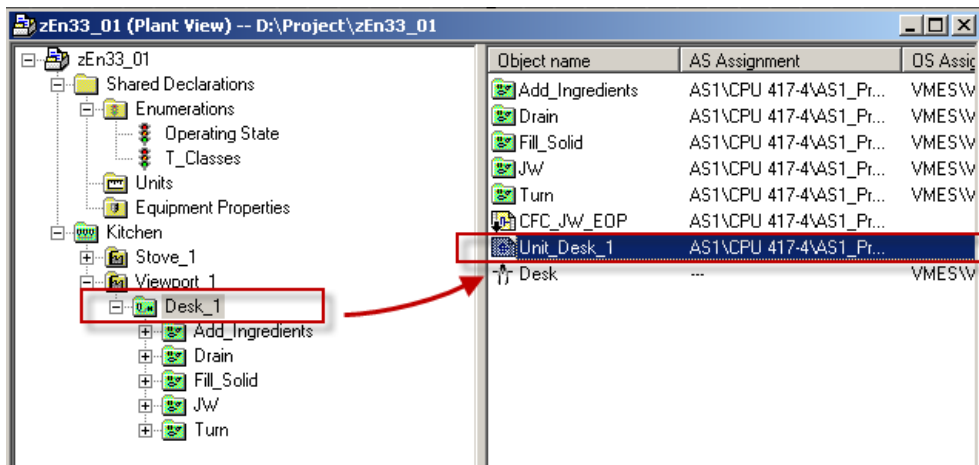 zEn33_01 (Plant View) -- D:\Project\zEn33_01
zEn33_01
Shared Declarations
Enumerations
Operating State
T_Classes
Units
Equipment Properties
Kitchen
Stove_1
Viewport_1
Desk_1
Add_Ingredients
Drain
Fill_Solid
JW
Turn
Object name AS Assignment OS Assig
Add_Ingredients AS1\CPU 417-4\AS1_Pr... VMES\V
Drain AS1\CPU 417-4\AS1_Pr... VMES\V
Fill_Solid AS1\CPU 417-4\AS1_Pr... VMES\V
JW AS1\CPU 417-4\AS1_Pr... VMES\V
Turn AS1\CPU 417-4\AS1_Pr... VMES\V
CFC_JW_EOP AS1\CPU 417-4\AS1_Pr...
Unit_Desk_1 AS1\CPU 417-4\AS1_Pr...
Desk --- VMES\V